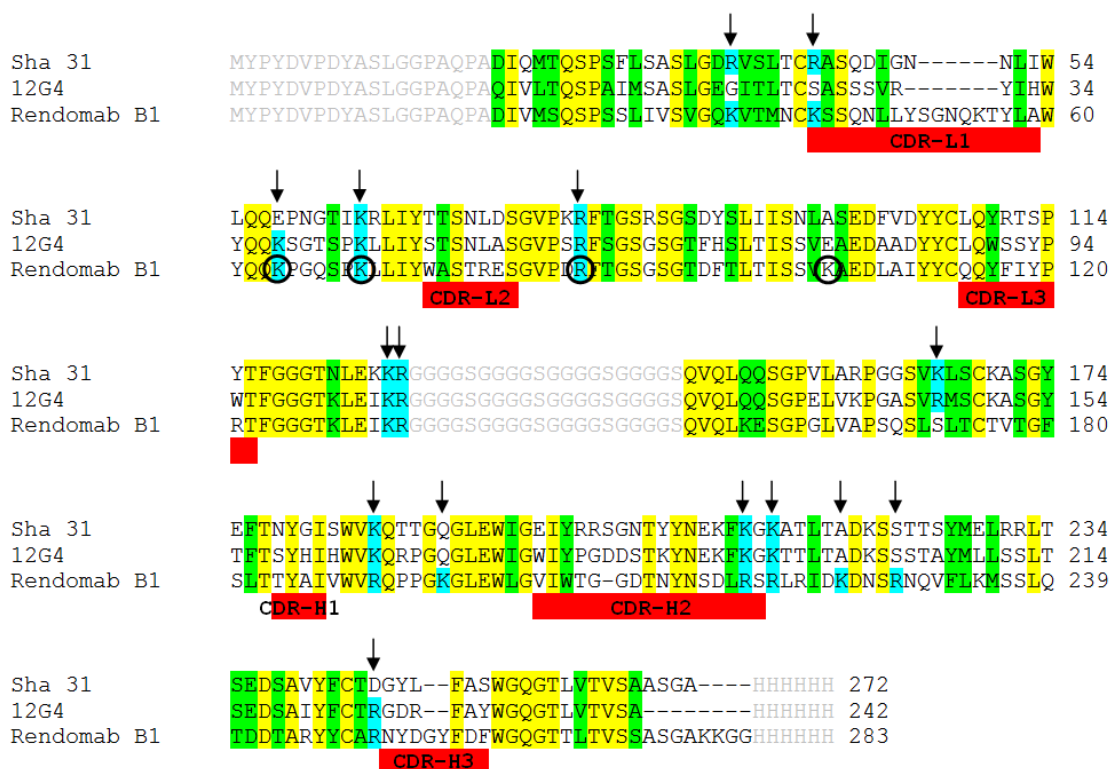 Sha 31 MYPYDVPDYASLGGPAQPADIQMTQSPSFLSASLGDRVSLTCRASQDIGN------NLIW 54
12G4 QIVLTQSPAIMSASLGEGITLTCSASSSVR-------YIHW 34
Rendomab B1 MYPYDVPDYASLGGPAQPADIVMSQSPSSLIVSVGQKVTMNCKSSQNLLYSGNQKTYLAW 60
CDR-L1
Sha 31 LQQEPNGTIKRLIYTTSNLDSGVPKRFTGSRSGSDYSLIISNLASEDFVDYYCLQYRTSP 114
12G4 YQQKSGTSPKLLIYSTSNLASGVPSRFSGSGSGTFHSLTISSVEAEDAADYYCLQWSSYP 94
Rendomab B1 YQQKPGQSPKLLIYWASTRESGVPDRFTGSGSGTDFTLTISSVKAEDLAIYYCQQYFIYP 120
CDR-L2 CDR-L3
Sha 31 YTFGGGTNLEKKRGGGGSGGGGSGGGGSGGGGSQVQLQQSGPVLARPGGSVKLSCKASGY 174
12G4 WTFGGGTKLEIKRGGGGSGGGGSGGGGSGGGGSQVQLQQSGPELVKPGASVRMSCKASGY 154
Rendomab B1 RTFGGGTKLEIKRGGGGSGGGGSGGGGSGGGGSQVQLKESGPGLVAPSQSLSLTCTVTGF 180
Sha 31 EFTNYGISWVKQTTGQGLEWIGEIYRRSGNTYYNEKFKGKATLTADKSSTTSYMELRRLT 234
12G4 TFTSYHIHWVKQRPGQGLEWIGWIYPGDDSTKYNEKFKGKTTLTADKSSSTAYMLLSSLT 214
Rendomab B1 SLTTYAIVWVRQPPGKGLEWLGVIWTG-GDTNYNSDLRSRLRIDKDNSRNQVFLKMSSLQ 239
CDR-H1 CDR-H2
Sha 31 SEDSAVYFCTDGYL--FASWGQGTLVTVSAASGA----HHHHHH 272
12G4 SEDSAIYFCTRGDR--FAYWGQGTLVTVSA--------HHHHHH 242
Rendomab B1 TDDTARYYCARNYDGYFDFWGQGTTLTVSSASGAKKGGHHHHHH 283
CDR-H3